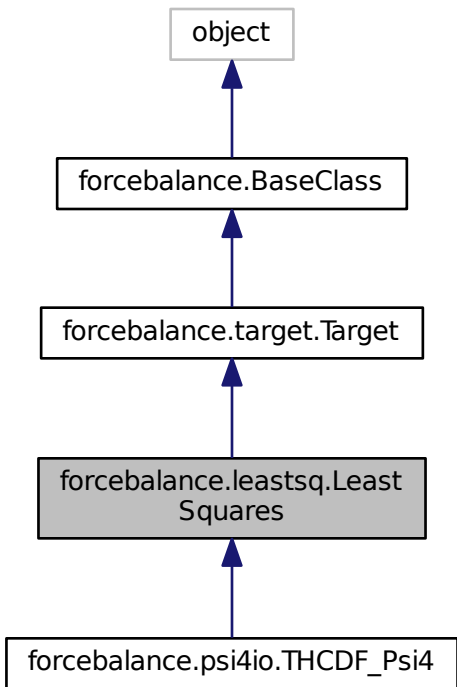 object
forcebalance.BaseClass
forcebalance.target.Target
forcebalance.leastsq.Least
Squares
forcebalance.psi4io.THCDF_Psi4